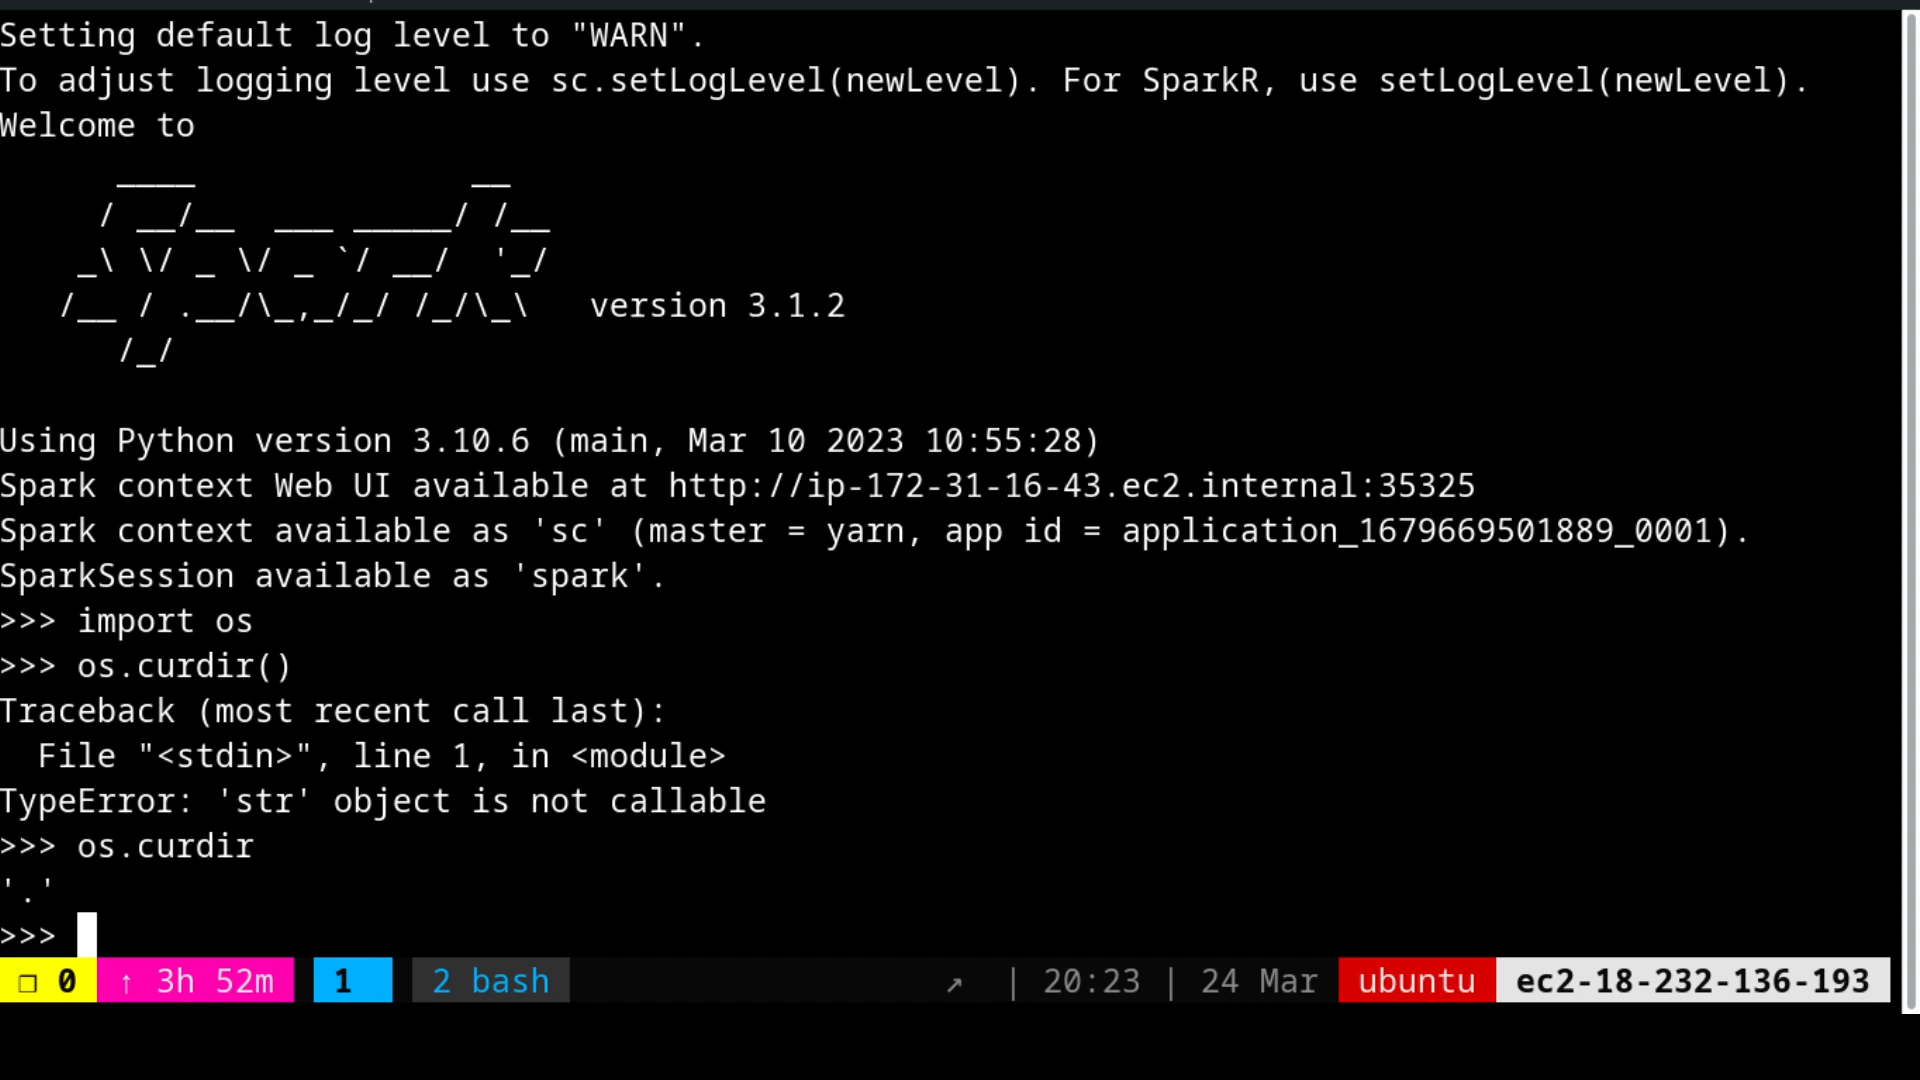 Setting default log level to "WARN".
To adjust logging level use sc.setLogLevel(newLevel). For SparkR, use setLogLevel(newLevel).
Welcome to
      ____              __
     / __/__  ___ _____/ /__
    _\ \/ _ \/ _ `/ __/  '_/
   /__ / .__/\_,_/_/ /_/\_\   version 3.1.2
      /_/
Using Python version 3.10.6 (main, Mar 10 2023 10:55:28)
Spark context Web UI available at http://ip-172-31-16-43.ec2.internal:35325
Spark context available as 'sc' (master = yarn, app id = application_1679669501889_0001).
SparkSession available as 'spark'.
>>> import os
>>> os.curdir()
Traceback (most recent call last):
  File "<stdin>", line 1, in <module>
TypeError: 'str' object is not callable
>>> os.curdir
'.'
>>>
❐ 0 ↑ 3h 52m 1 2 bash ↗ | 20:23 | 24 Mar ubuntu ec2-18-232-136-193